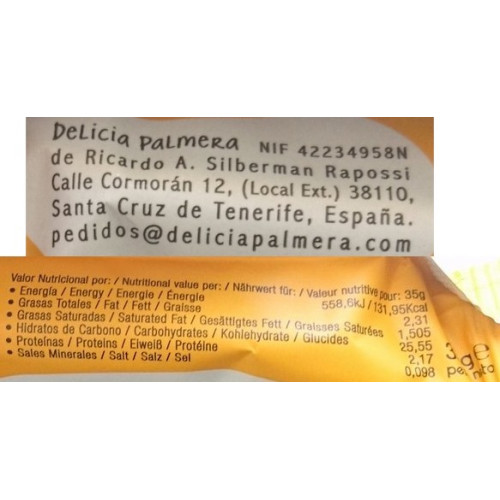 Delicia Palmera NIF 42234958N
de Ricardo A. Silberman Rapossi
Calle Cormorán 12, (Local Ext.) 38110,
Santa Cruz de Tenerife, España.
pedidos@deliciapalmera.com
Valor Nutricional por: / Nutritional value per: / Nährwert für: / Valeur nutritive pour: 35g
• Energía / Energy / Energie / Énergie 558,6kJ / 131,95Kcal
• Grasas Totales / Fat / Fett / Graisse 2,31
• Grasas Saturadas / Saturated Fat / Gesättigtes Fett / Graisses Saturées 1,505
• Hidratos de Carbono / Carbohydrates / Kohlehydrate / Glucides 25,55
• Proteínas / Proteins / Eiweiß / Protéine 2,17
• Sales Minerales / Salt / Salz / Sel 0,098